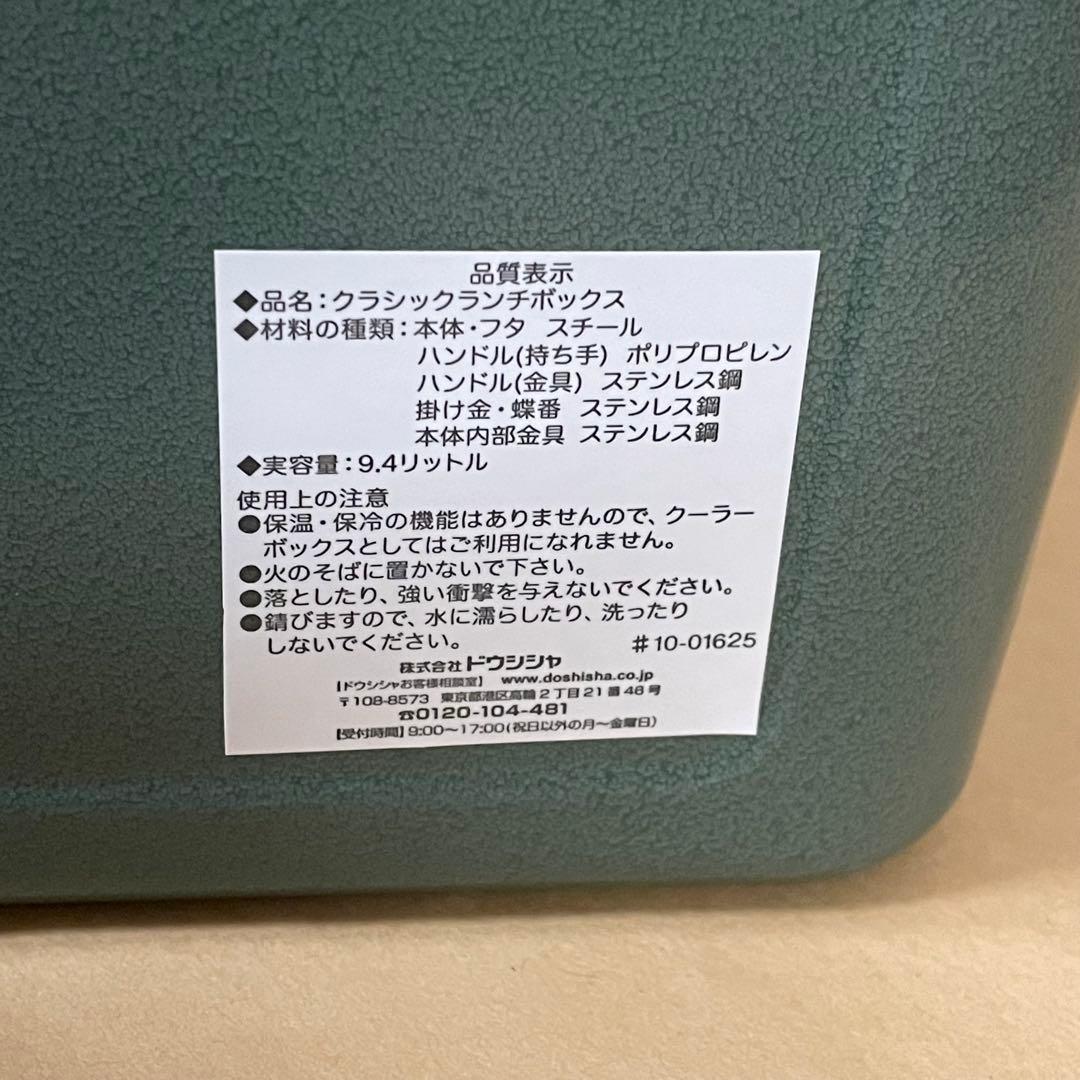 品質表示
◆品名：クラシックランチボックス
◆材料の種類：本体・フタ スチール
ハンドル(持ち手) ポリプロピレン
ハンドル(金具) ステンレス鋼
掛け金・蝶番 ステンレス鋼
本体内部金具 ステンレス鋼
◆実容量：9.4リットル
使用上の注意
●保温・保冷の機能はありませんので、クーラー
ボックスとしてはご利用になれません。
●火のそばに置かないで下さい。
●落としたり、強い衝撃を与えないでください。
●錆びますので、水に濡らしたり、洗ったり
しないでください。 #10-01625
株式会社ドウシシャ
【ドウシシャお客様相談室】 www.doshisha.co.jp
〒108-8573 東京都港区高輪2丁目21番46号
☎0120-104-481
【受付時間】9:00〜17:00(祝日以外の月〜金曜日)